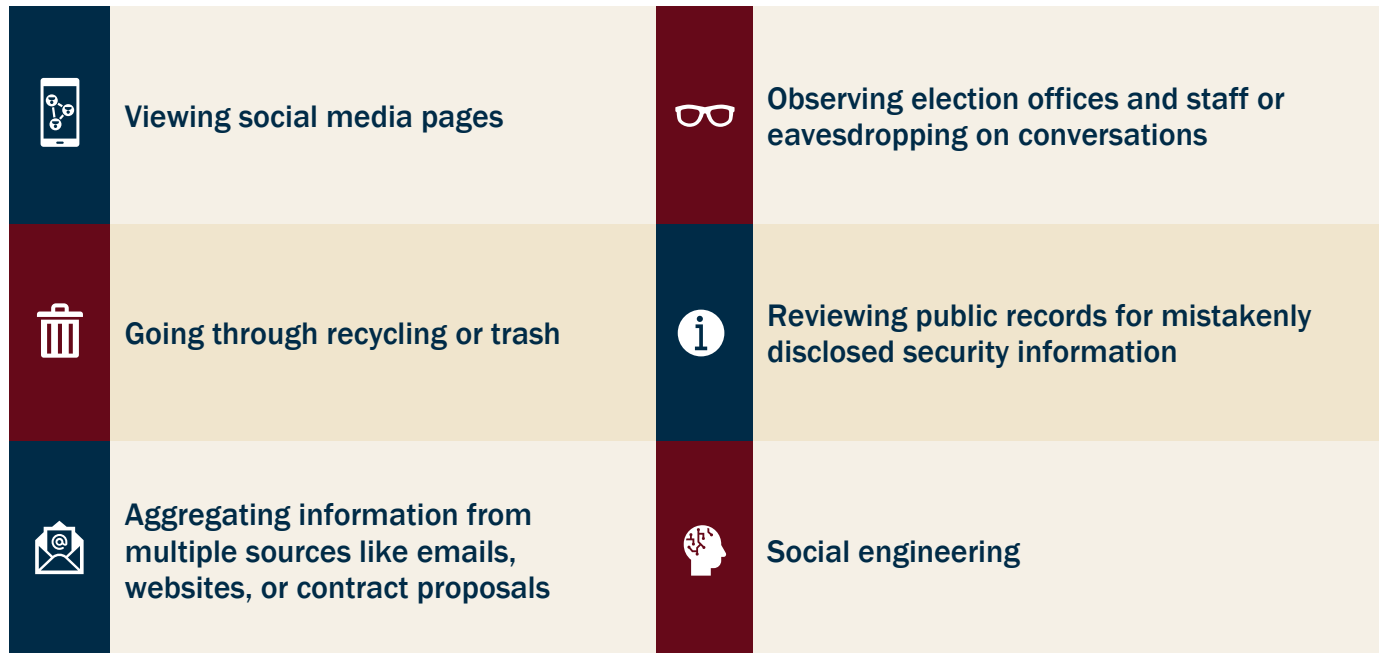 Viewing social media pages
Observing election offices and staff or
eavesdropping on conversations
Going through recycling or trash
Reviewing public records for mistakenly
disclosed security information
Aggregating information from
multiple sources like emails,
websites, or contract proposals
Social engineering